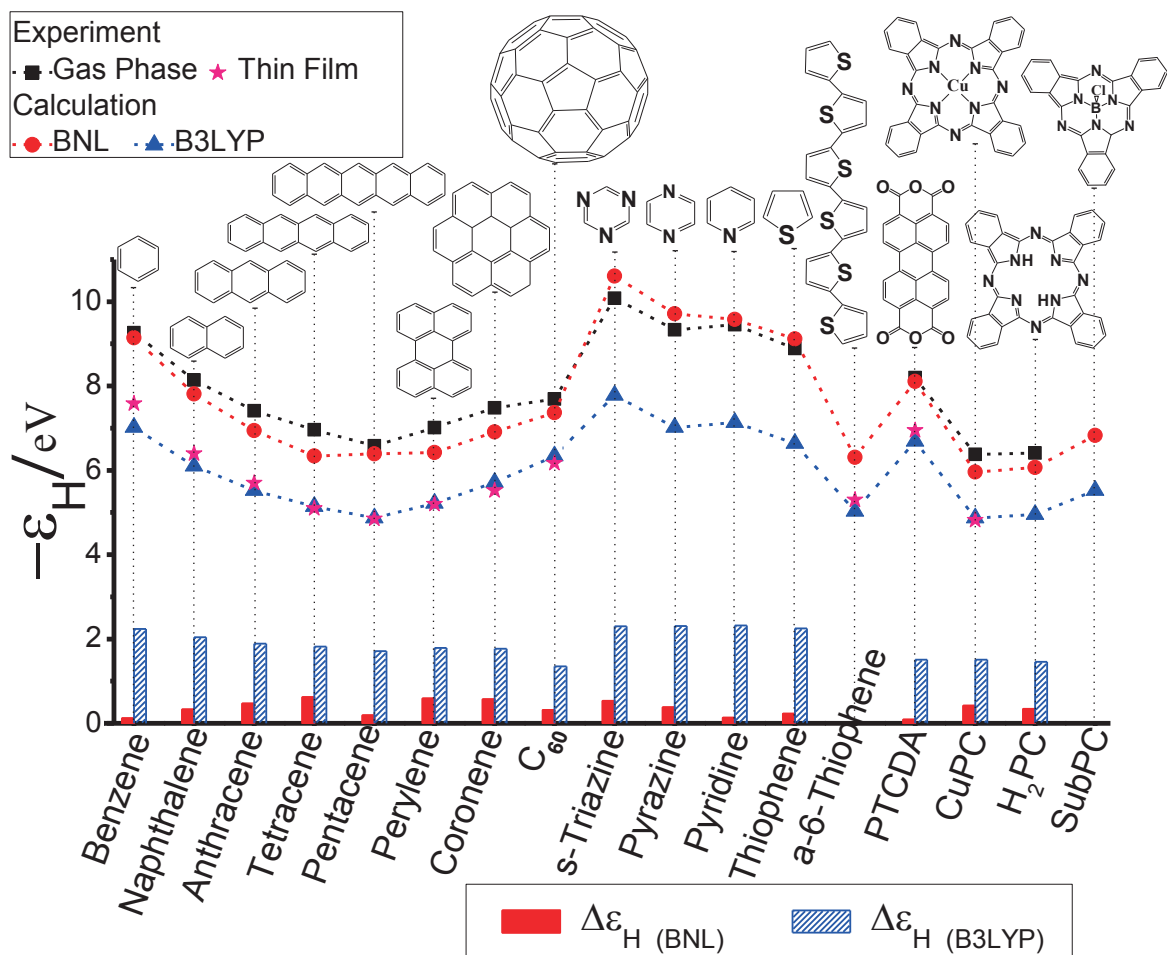 Experiment
Gas Phase Thin Film
Calculation
BNL B3LYP
Cl
B
N N N N N N
N N N N Cu N N N N
S
S
S
S
S
S
N N N
N N
N
S
O O O
O O O
N N N N
NH N
N HN
N N
10
8
6
4
2
0
−εH/eV
Benzene
Naphthalene
Anthracene
Tetracene
Pentacene
Perylene
Coronene
C60
s-Triazine
Pyrazine
Pyridine
Thiophene
a-6-Thiophene
PTCDA
CuPC
H2PC
SubPC
ΔεH (BNL) ΔεH (B3LYP)